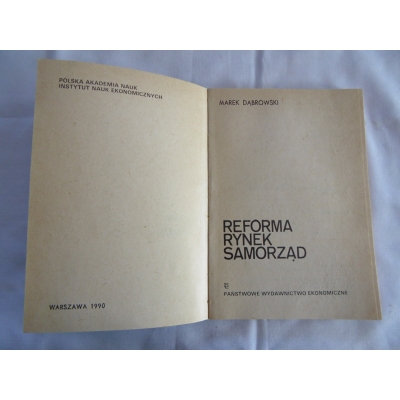 POLSKA AKADEMIA NAUK
INSTYTUT NAUK EKONOMICZNYCH
WARSZAWA 1990
MAREK DĄBROWSKI
REFORMA
RYNEK
SAMORZĄD
PAŃSTWOWE WYDAWNICTWO EKONOMICZNE